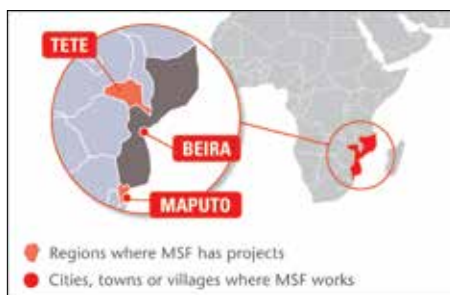 TETE
BEIRA
MAPUTO
Regions where MSF has projects
Cities, towns or villages where MSF works